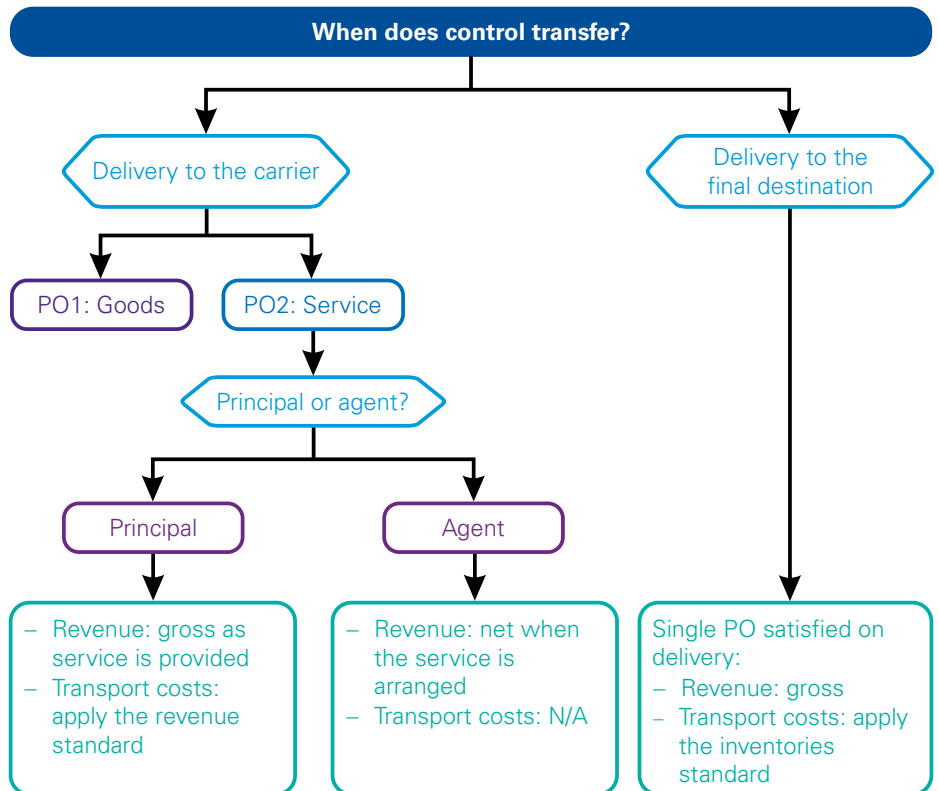 When does control transfer?
Delivery to the carrier
Delivery to the
final destination
PO1: Goods
PO2: Service
Principal or agent?
Principal
Agent
– Revenue: gross as
service is provided
– Transport costs:
apply the revenue
standard
– Revenue: net when
the service is
arranged
– Transport costs: N/A
Single PO satisfied on
delivery:
– Revenue: gross
– Transport costs: apply
the inventories
standard